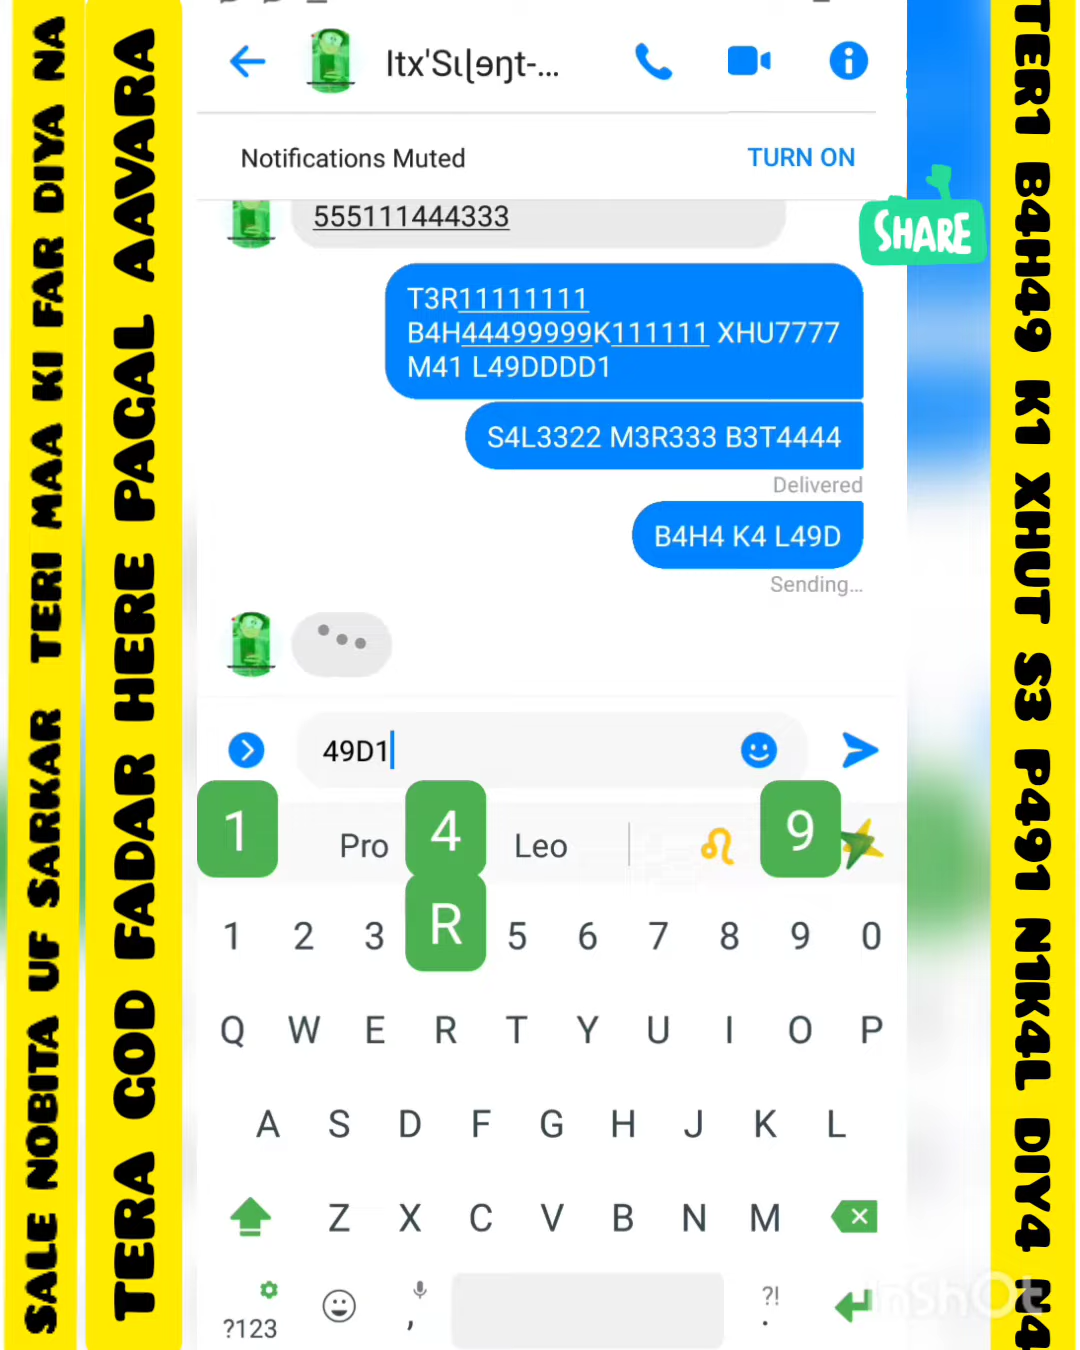 SALE NOBITA UF SARKAR TERI MAA KI FAR DIYA NA
TERA GOD FADAR HERE PAGAL AAVARA
Itx'Sιɭɘŋt-...
Notifications Muted
TURN ON
555111444333
SHARE
T3R11111111
B4H44499999K111111 XHU7777
M41 L49DDDD1
S4L3322 M3R333 B3T4444
Delivered
B4H4 K4 L49D
Sending...
49D1
1 4 9
Pro Leo
R
1 2 3 5 6 7 8 9 0
Q W E R T Y U I O P
A S D F G H J K L
Z X C V B N M
?123 , ?! .
InShOt
TER1 B4H49 K1 XHUT S3 P491 N1K4L DIY4 N4